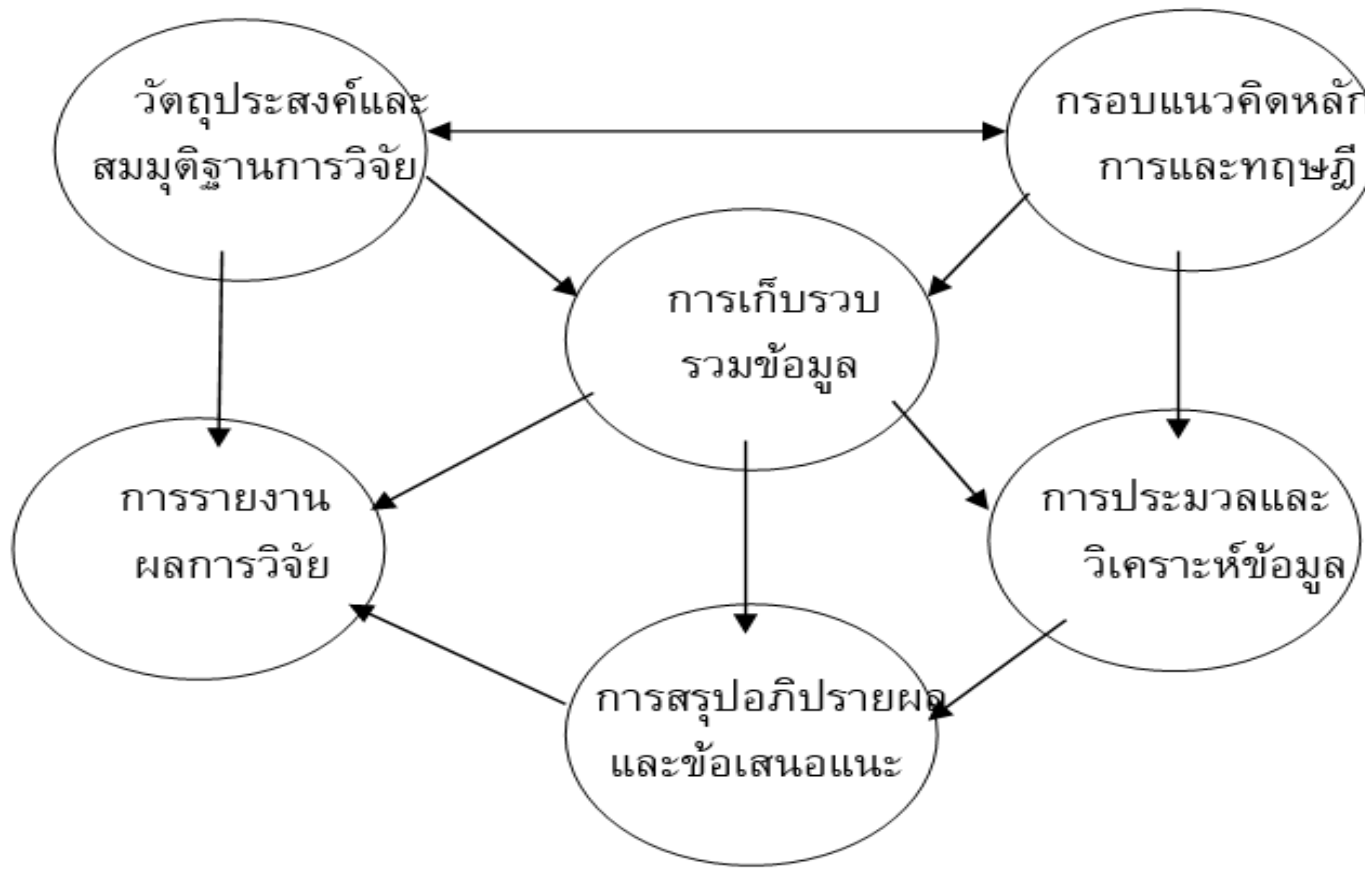 วัตถุประสงค์และ
สมมุติฐานการวิจัย
กรอบแนวคิดหลัก
การและทฤษฎี
การเก็บรวบ
รวมข้อมูล
การรายงาน
ผลการวิจัย
การประมวลและ
วิเคราะห์ข้อมูล
การสรุปอภิปรายผล
และข้อเสนอแนะ